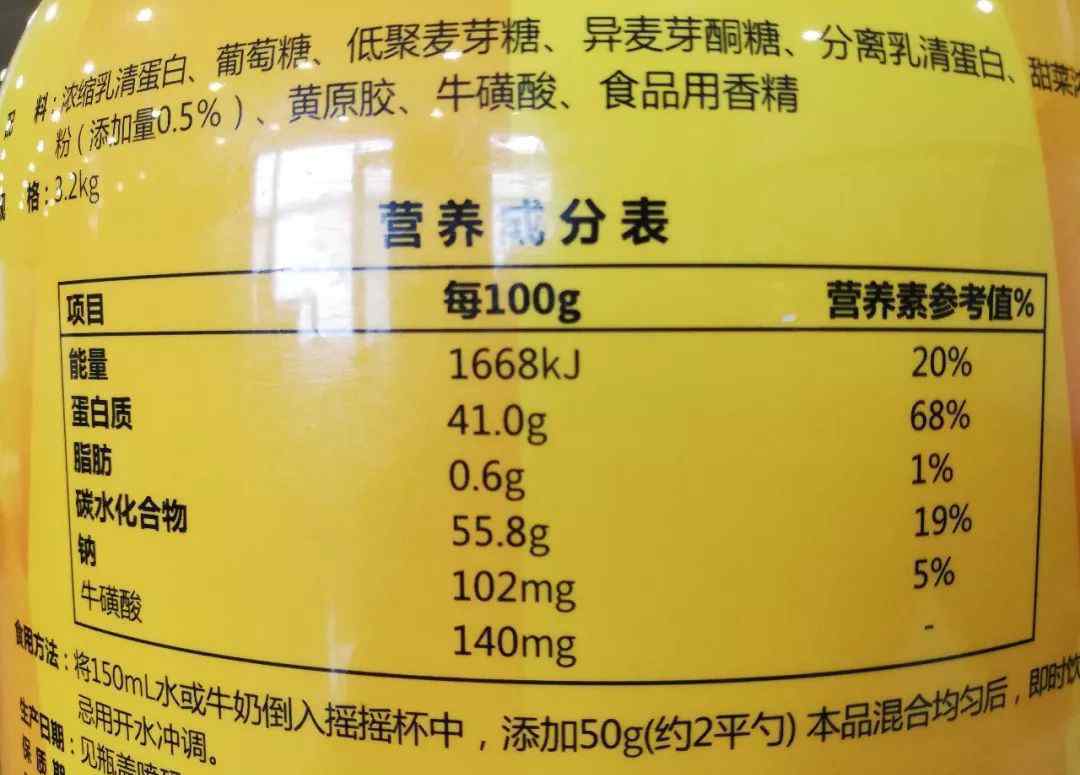 料：浓缩乳清蛋白、葡萄糖、低聚麦芽糖、异麦芽酮糖、分离乳清蛋白、甜菜
粉（添加量0.5%）、黄原胶、牛磺酸、食品用香精
格：3.2kg
营养成分表
项目 每100g 营养素参考值%
能量 1668kJ 20%
蛋白质 41.0g 68%
脂肪 0.6g 1%
碳水化合物 55.8g 19%
钠 102mg 5%
牛磺酸 140mg -
食用方法：将150mL水或牛奶倒入摇摇杯中，添加50g(约2平勺)本品混合均匀后，即时饮
忌用开水冲调。
生产日期：见瓶盖喷
保质期